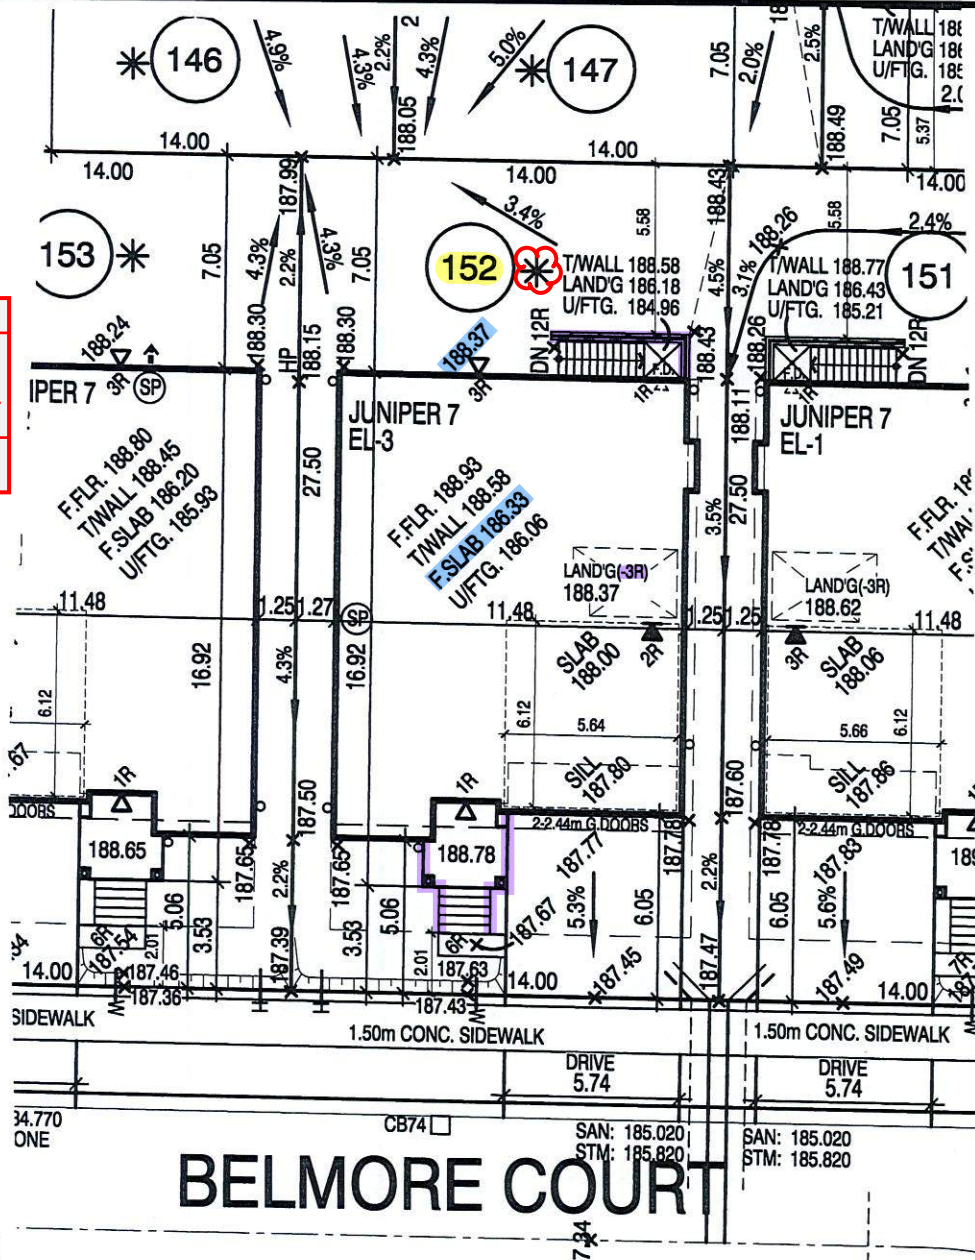 4.9%
4.3%
2.2%
4.3%
5.0%
146
147
188.05
7.05
2.0%
2.5%
188.49
7.05
5.37
T/WALL
LAND'G
U/FTG.
14.00
14.00
14.00
14.00
14.00
187.99
188.43
3.4%
5.58
5.58
188.26
2.4%
153
152
151
7.05
4.3%
2.2%
4.3%
7.05
4.5%
3.1%
T/WALL 188.58
LAND'G 186.18
U/FTG. 184.96
T/WALL 188.77
LAND'G 186.43
U/FTG. 185.21
188.24
3R
SP
188.30
HP
188.15
188.30
188.37
3R
DN 12R
F.D.
1R
188.43
188.26
1R
DN 12R
IPER 7
JUNIPER 7
EL-3
188.11
JUNIPER 7
EL-1
F.FLR. 188.80
T/WALL 188.45
F.SLAB 186.20
U/FTG. 185.93
27.50
F.FLR. 188.93
T/WALL 188.58
F.SLAB 186.33
U/FTG. 186.06
3.5%
27.50
LAND'G(-3R)
188.37
LAND'G(-3R)
188.62
11.48
1.25
1.27
SP
11.48
1.25
1.25
11.48
16.92
4.3%
16.92
SLAB
188.00
2R
3R
SLAB
188.06
6.12
6.12
5.64
5.66
6.12
SILL
187.80
SILL
187.86
1R
1R
187.50
187.60
DOORS
2-2.44m G.DOORS
2-2.44m G.DOORS
188.65
188.78
187.65
187.65
187.77
187.78
187.78
187.83
2.2%
2.2%
5.06
3.53
3.53
5.06
5.3%
6.05
6.05
5.6%
6R
187.54
2.01
187.39
2.01
6R
187.67
187.63
187.45
187.47
187.49
7R
14.00
187.46
187.36
187.43
14.00
14.00
SIDEWALK
1.50m CONC. SIDEWALK
1.50m CONC. SIDEWALK
DRIVE
5.74
DRIVE
5.74
CB74
SAN: 185.020
STM: 185.820
SAN: 185.020
STM: 185.820
BELMORE COURT